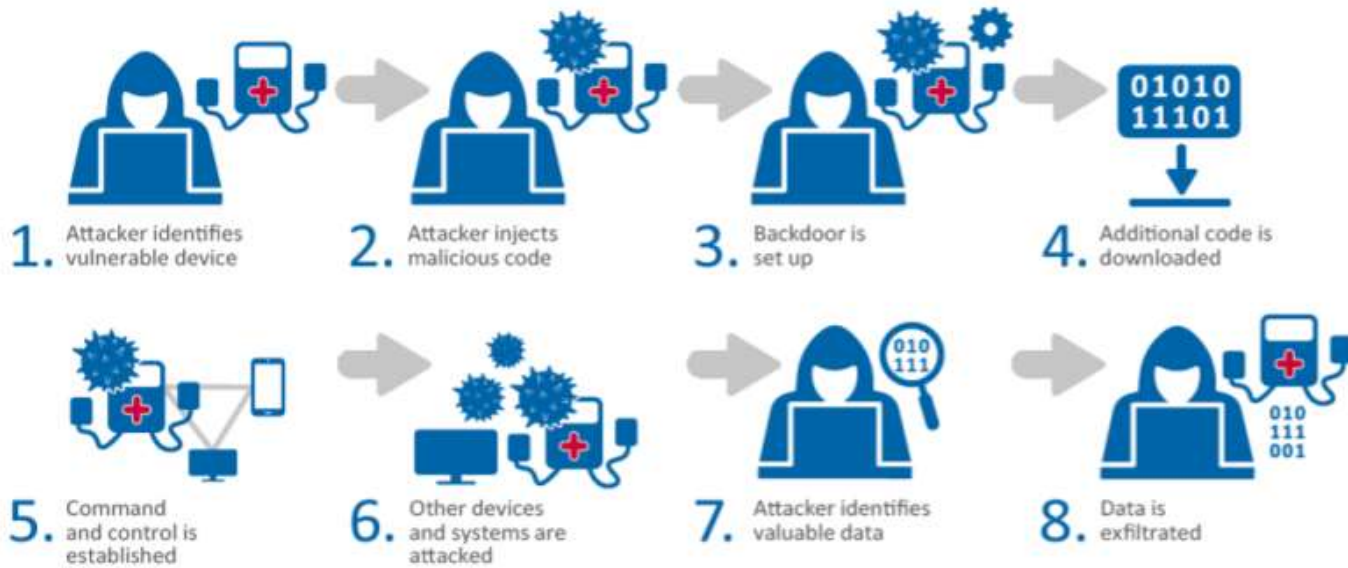 01010
11101
1. Attacker identifies
vulnerable device
2. Attacker injects
malicious code
3. Backdoor is
set up
4. Additional code is
downloaded
010
111
010
111
001
5. Command
and control is
established
6. Other devices
and systems are
attacked
7. Attacker identifies
valuable data
8. Data is
exfiltrated